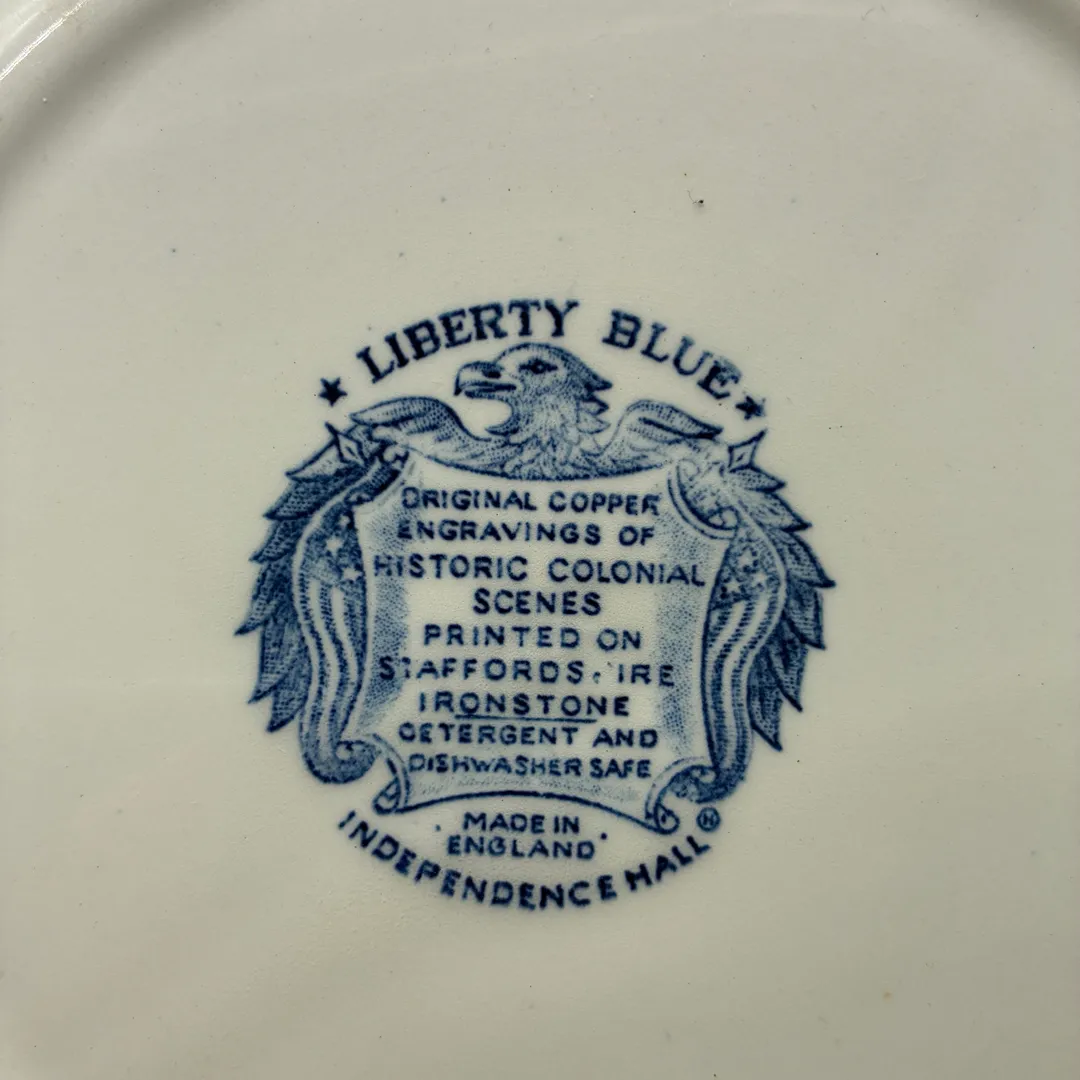 ★ LIBERTY BLUE ★
ORIGINAL COPPER
ENGRAVINGS OF
HISTORIC COLONIAL
SCENES
PRINTED ON
STAFFORDSHIRE
IRONSTONE
DETERGENT AND
DISHWASHER SAFE
MADE IN
ENGLAND
INDEPENDENCE HALL